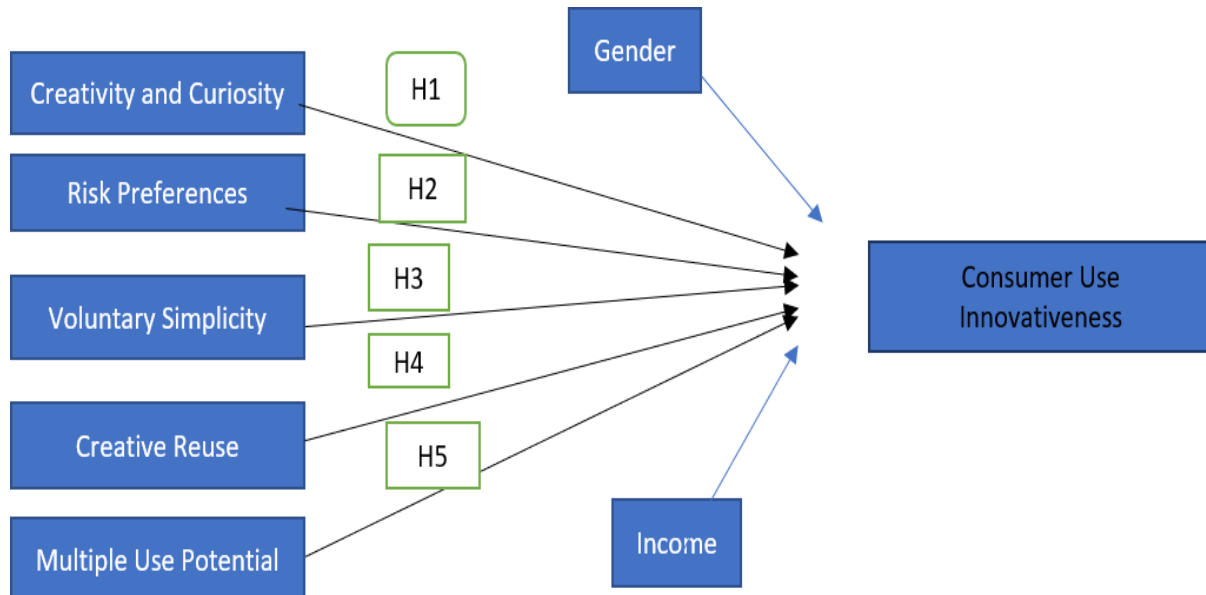 Gender
Creativity and Curiosity
H1
Risk Preferences
H2
Voluntary Simplicity
H3
Consumer Use
Innovativeness
H4
Creative Reuse
H5
Multiple Use Potential
Income